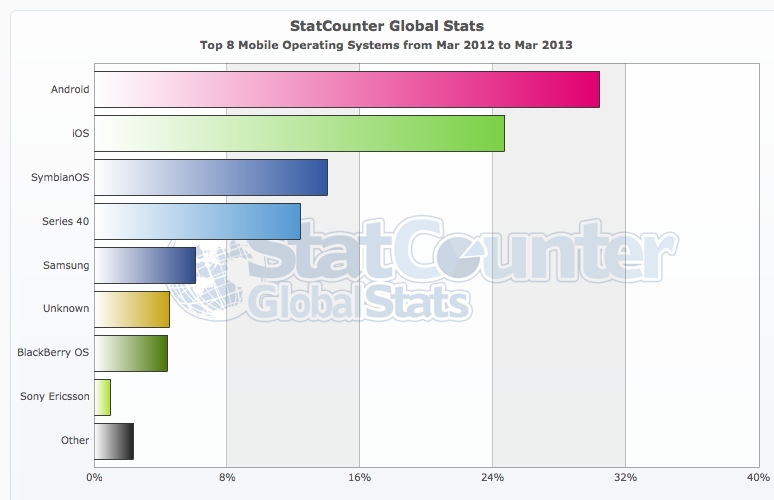 StatCounter Global Stats
Top 8 Mobile Operating Systems from Mar 2012 to Mar 2013
Android
iOS
SymbianOS
Series 40
Samsung
Unknown
BlackBerry OS
Sony Ericsson
Other
StatCounter
GlobalStats
0% 8% 16% 24% 32% 40%